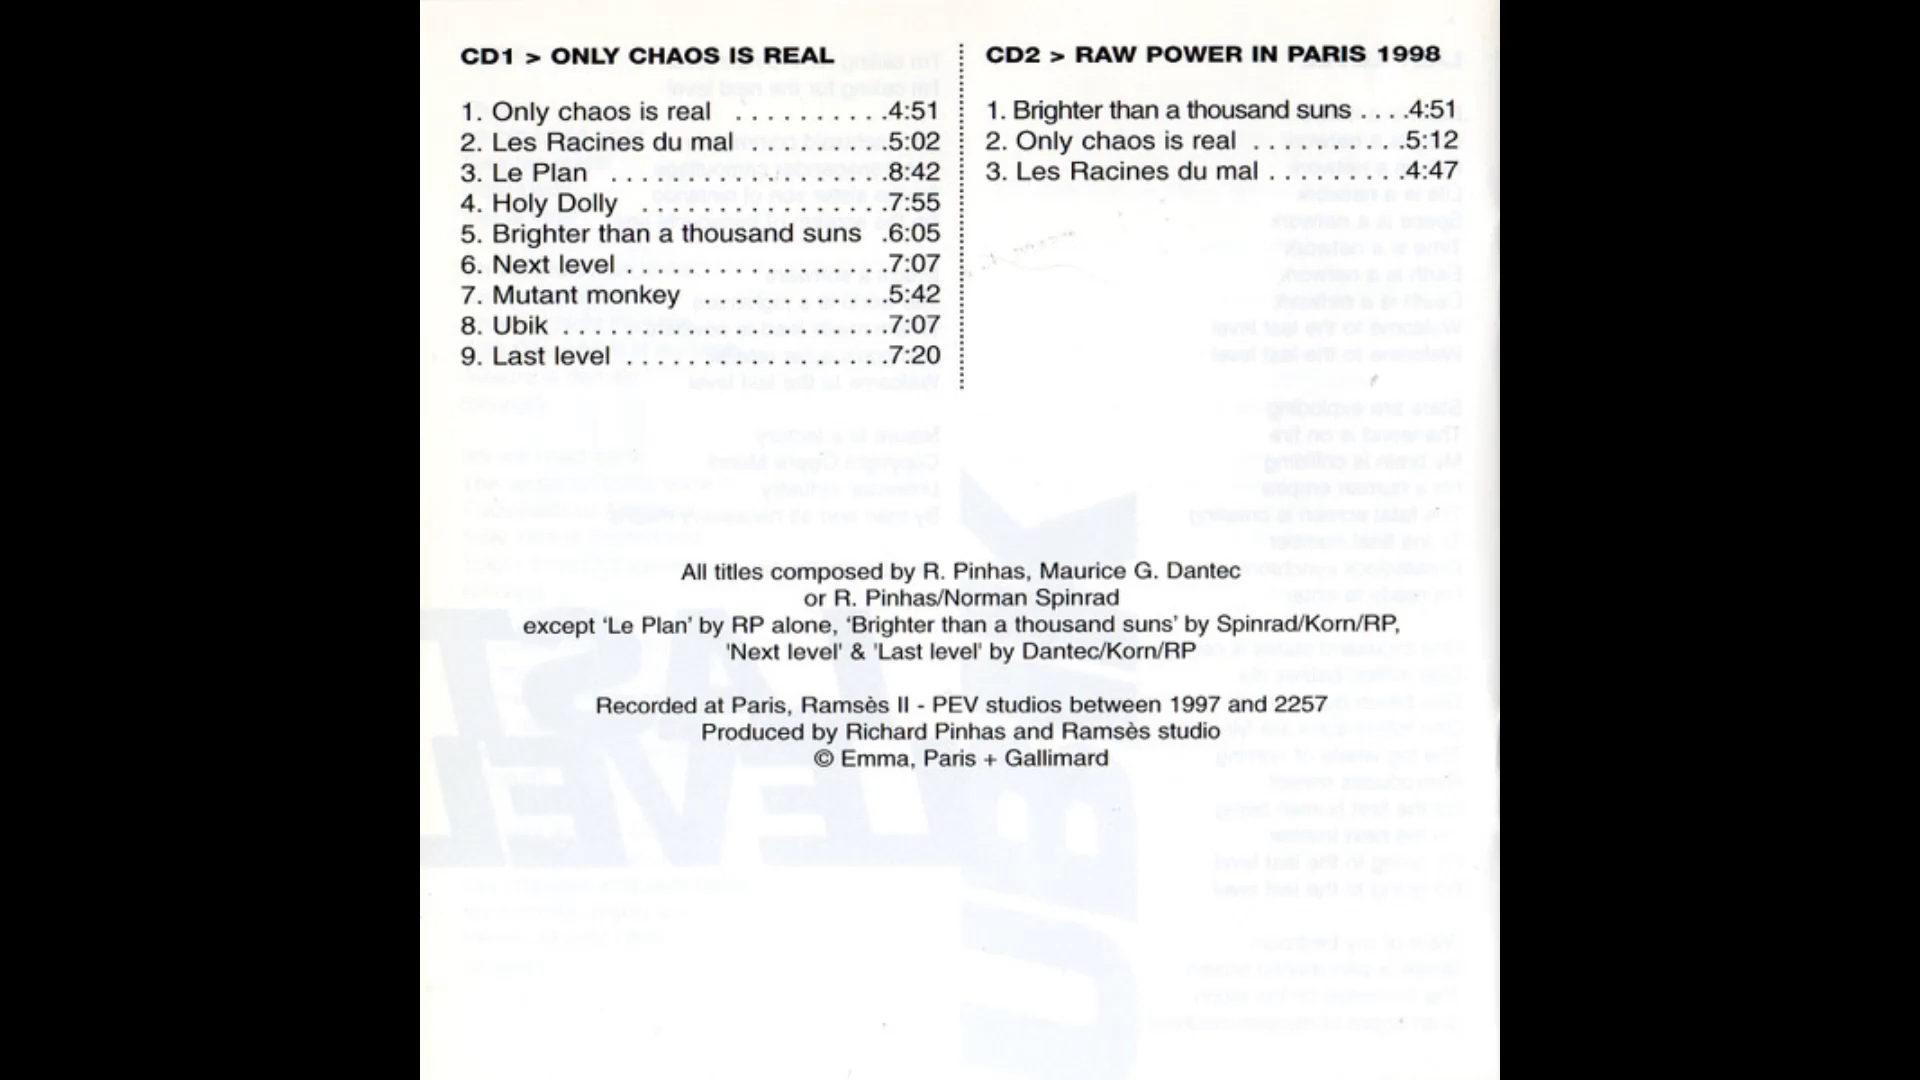 CD1 > ONLY CHAOS IS REAL
1. Only chaos is real ..........4:51
2. Les Racines du mal .........5:02
3. Le Plan ..................8:42
4. Holy Dolly ................7:55
5. Brighter than a thousand suns .6:05
6. Next level .................7:07
7. Mutant monkey ............5:42
8. Ubik .....................7:07
9. Last level .................7:20
CD2 > RAW POWER IN PARIS 1998
1. Brighter than a thousand suns ....4:51
2. Only chaos is real ..........5:12
3. Les Racines du mal .........4:47
All titles composed by R. Pinhas, Maurice G. Dantec
or R. Pinhas/Norman Spinrad
except ‘Le Plan’ by RP alone, ‘Brighter than a thousand suns’ by Spinrad/Korn/RP,
'Next level' & 'Last level' by Dantec/Korn/RP
Recorded at Paris, Ramsès II - PEV studios between 1997 and 2257
Produced by Richard Pinhas and Ramsès studio
© Emma, Paris + Gallimard